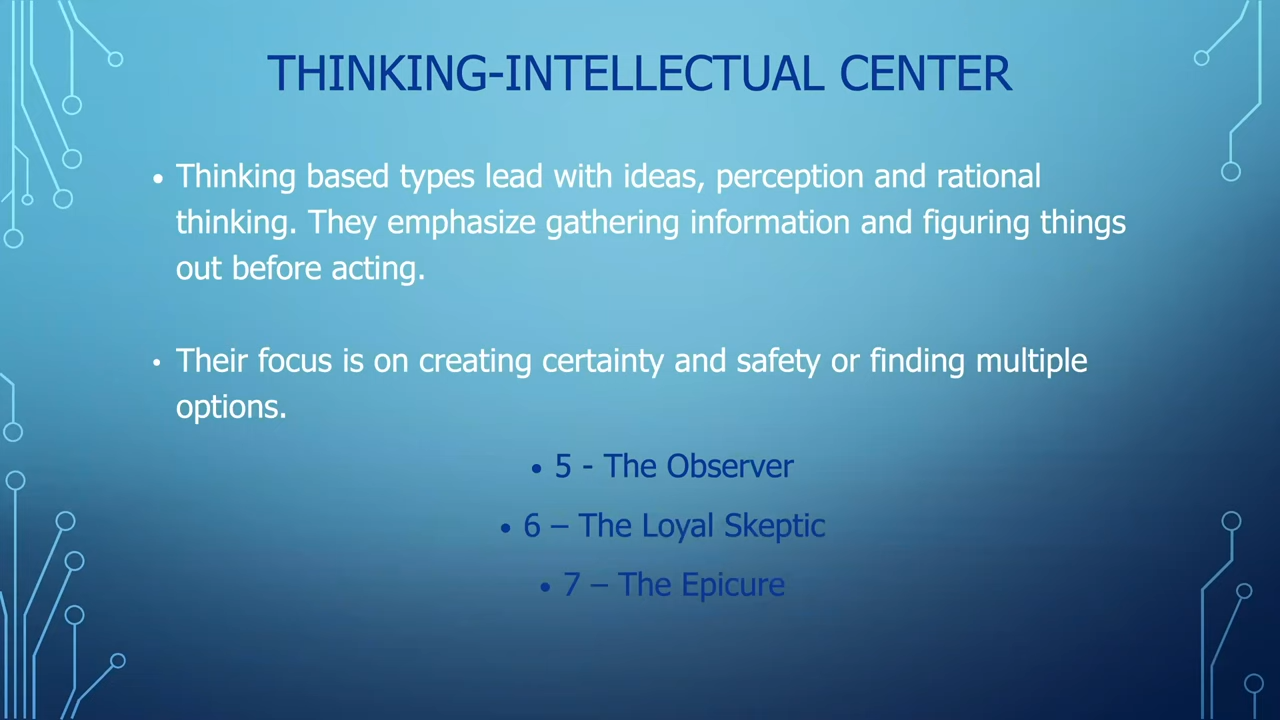 THINKING-INTELLECTUAL CENTER
• Thinking based types lead with ideas, perception and rational
thinking. They emphasize gathering information and figuring things
out before acting.
• Their focus is on creating certainty and safety or finding multiple
options.
• 5 - The Observer
• 6 – The Loyal Skeptic
• 7 – The Epicure